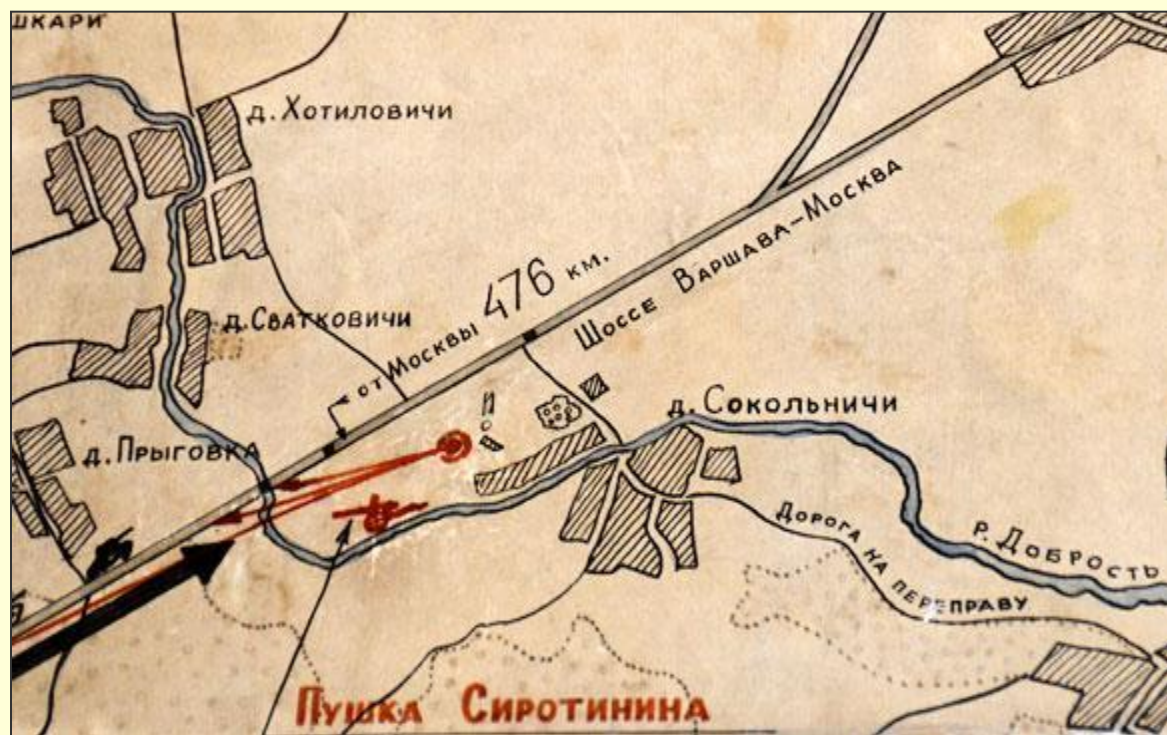 ШКАРИ
д. Хотиловичи
д. Сватковичи
от Москвы 476 км.
Шоссе Варшава–Москва
д. Прыговка
д. Сокольничи
Дорога на переправу
р. Добрость
Пушка Сиротинина